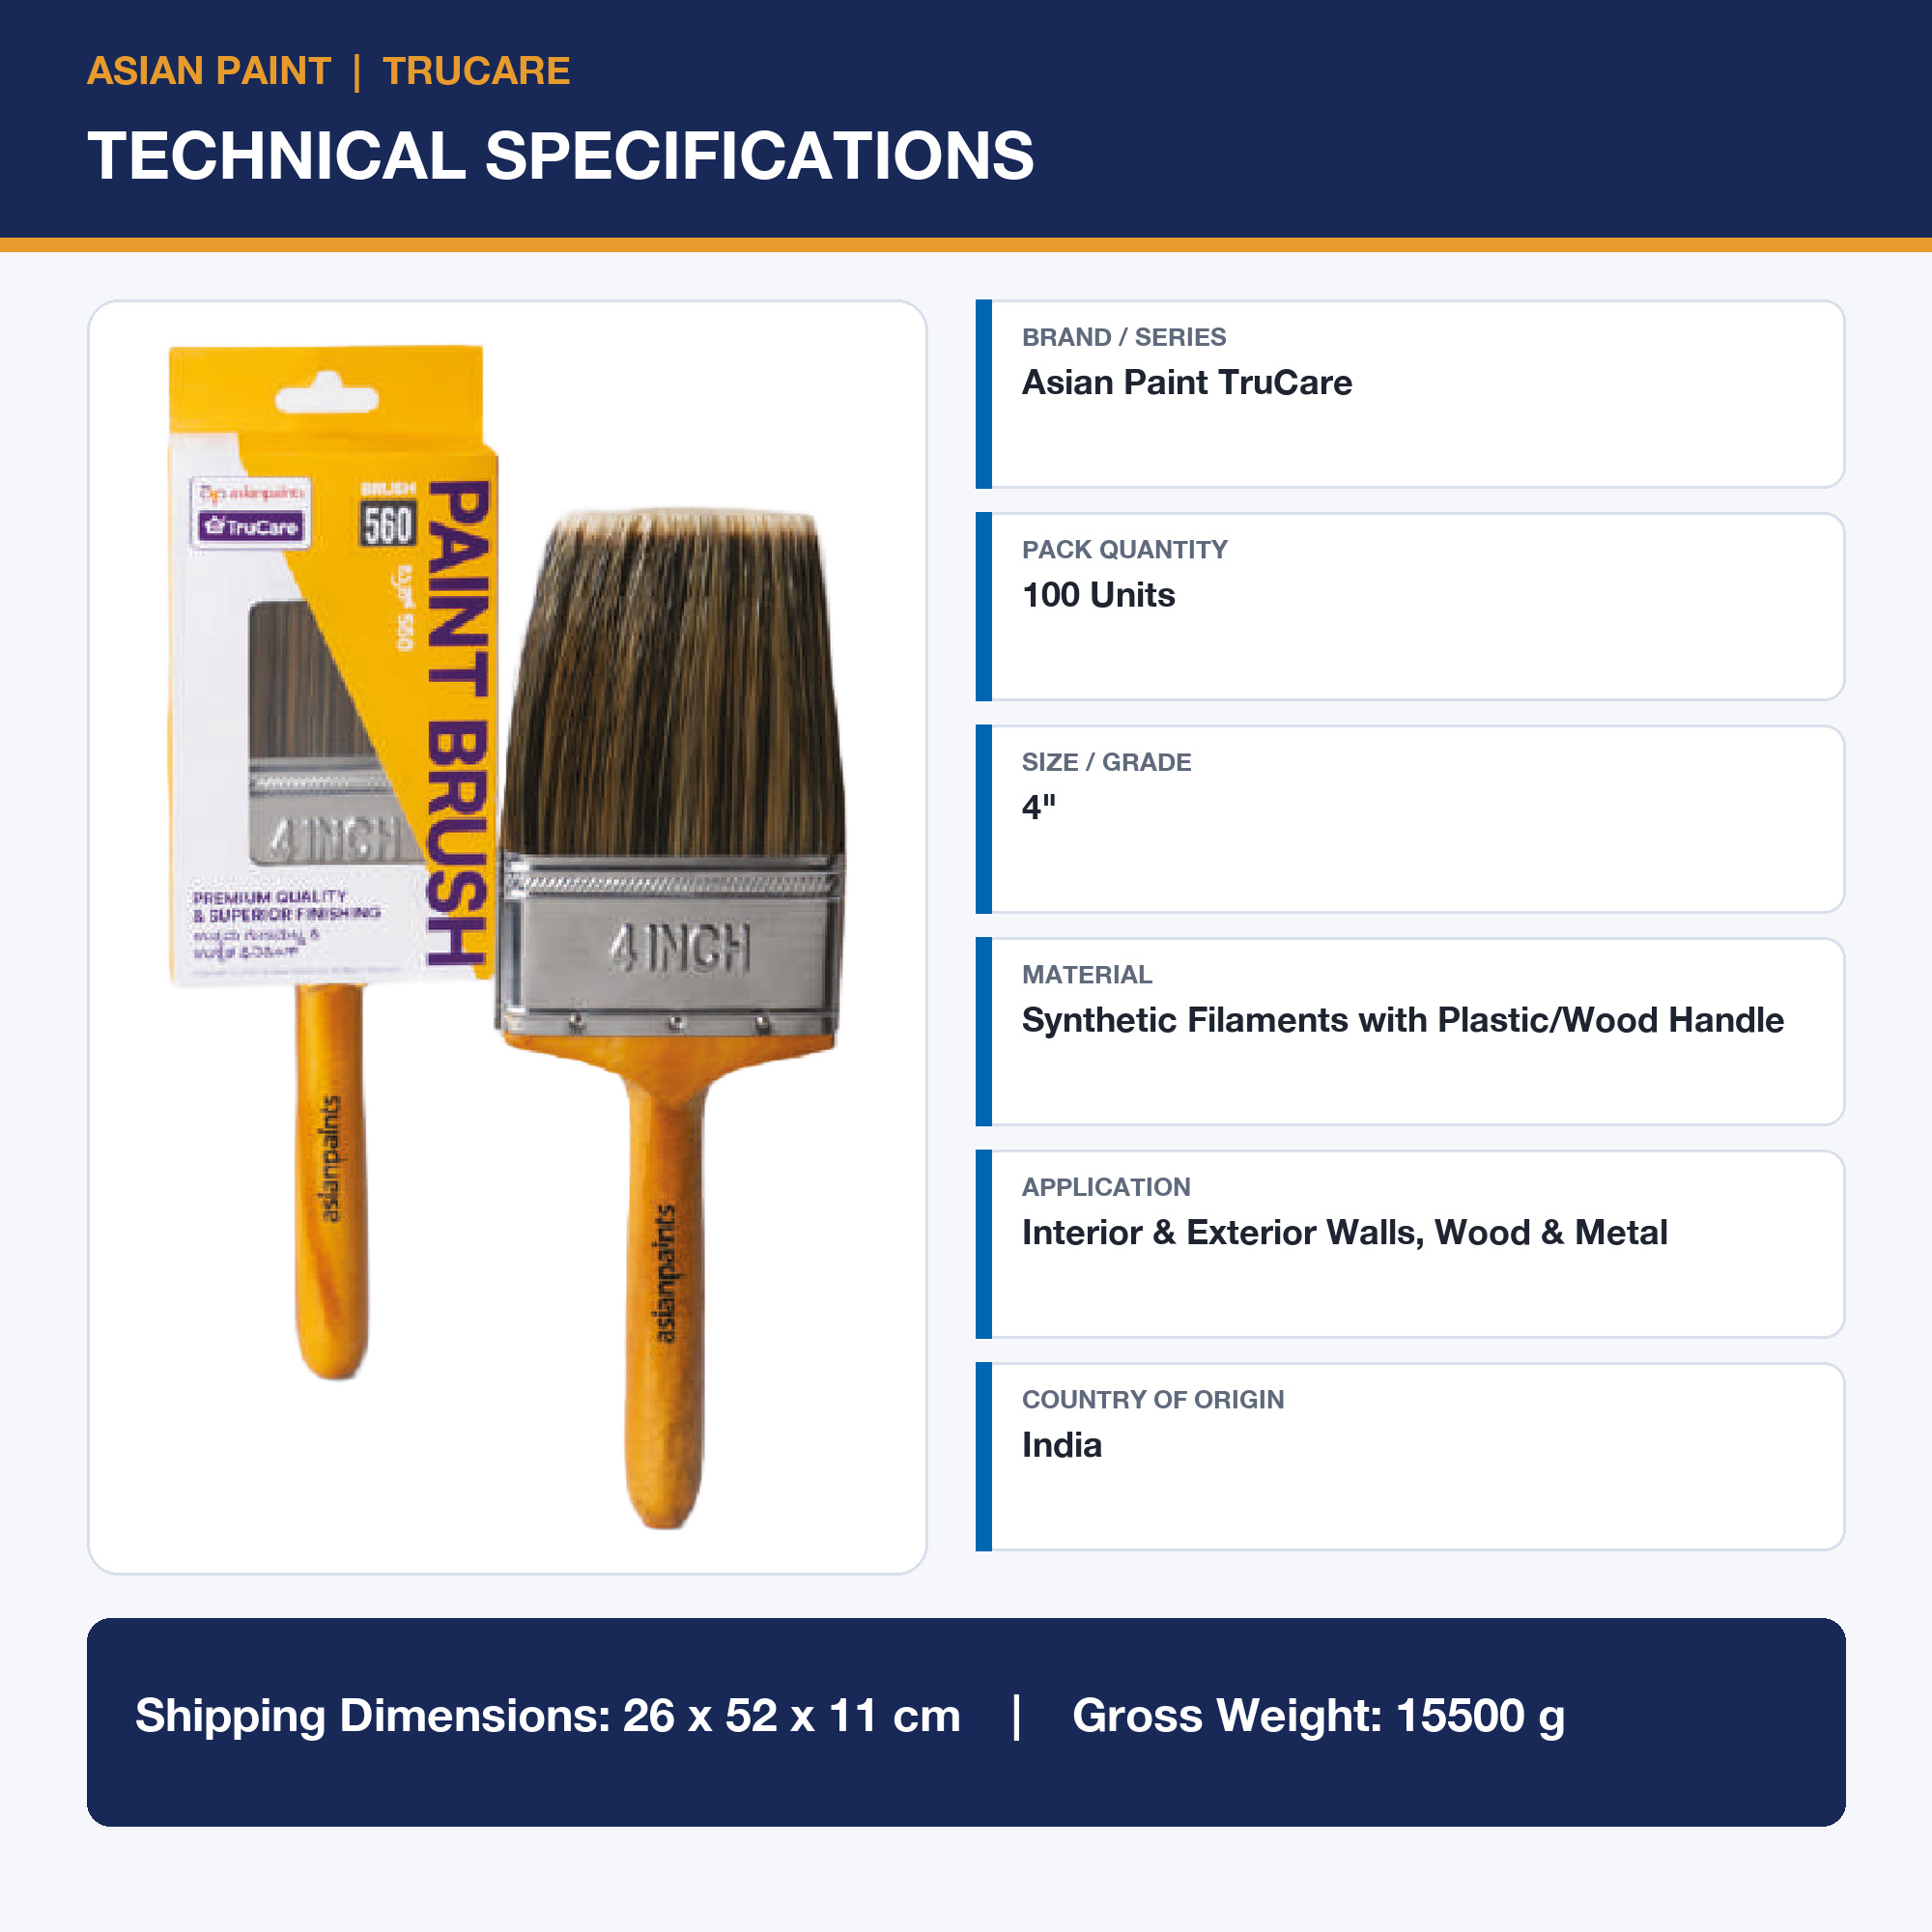 ASIAN PAINT | TRUCARE
TECHNICAL SPECIFICATIONS
asianpaints
TruCare
BRUSH
560
PAINT BRUSH
4 INCH
PREMIUM QUALITY
& SUPERIOR FINISHING
asianpaints
4 INCH
asianpaints
BRAND / SERIES
Asian Paint TruCare
PACK QUANTITY
100 Units
SIZE / GRADE
4"
MATERIAL
Synthetic Filaments with Plastic/Wood Handle
APPLICATION
Interior & Exterior Walls, Wood & Metal
COUNTRY OF ORIGIN
India
Shipping Dimensions: 26 x 52 x 11 cm | Gross Weight: 15500 g